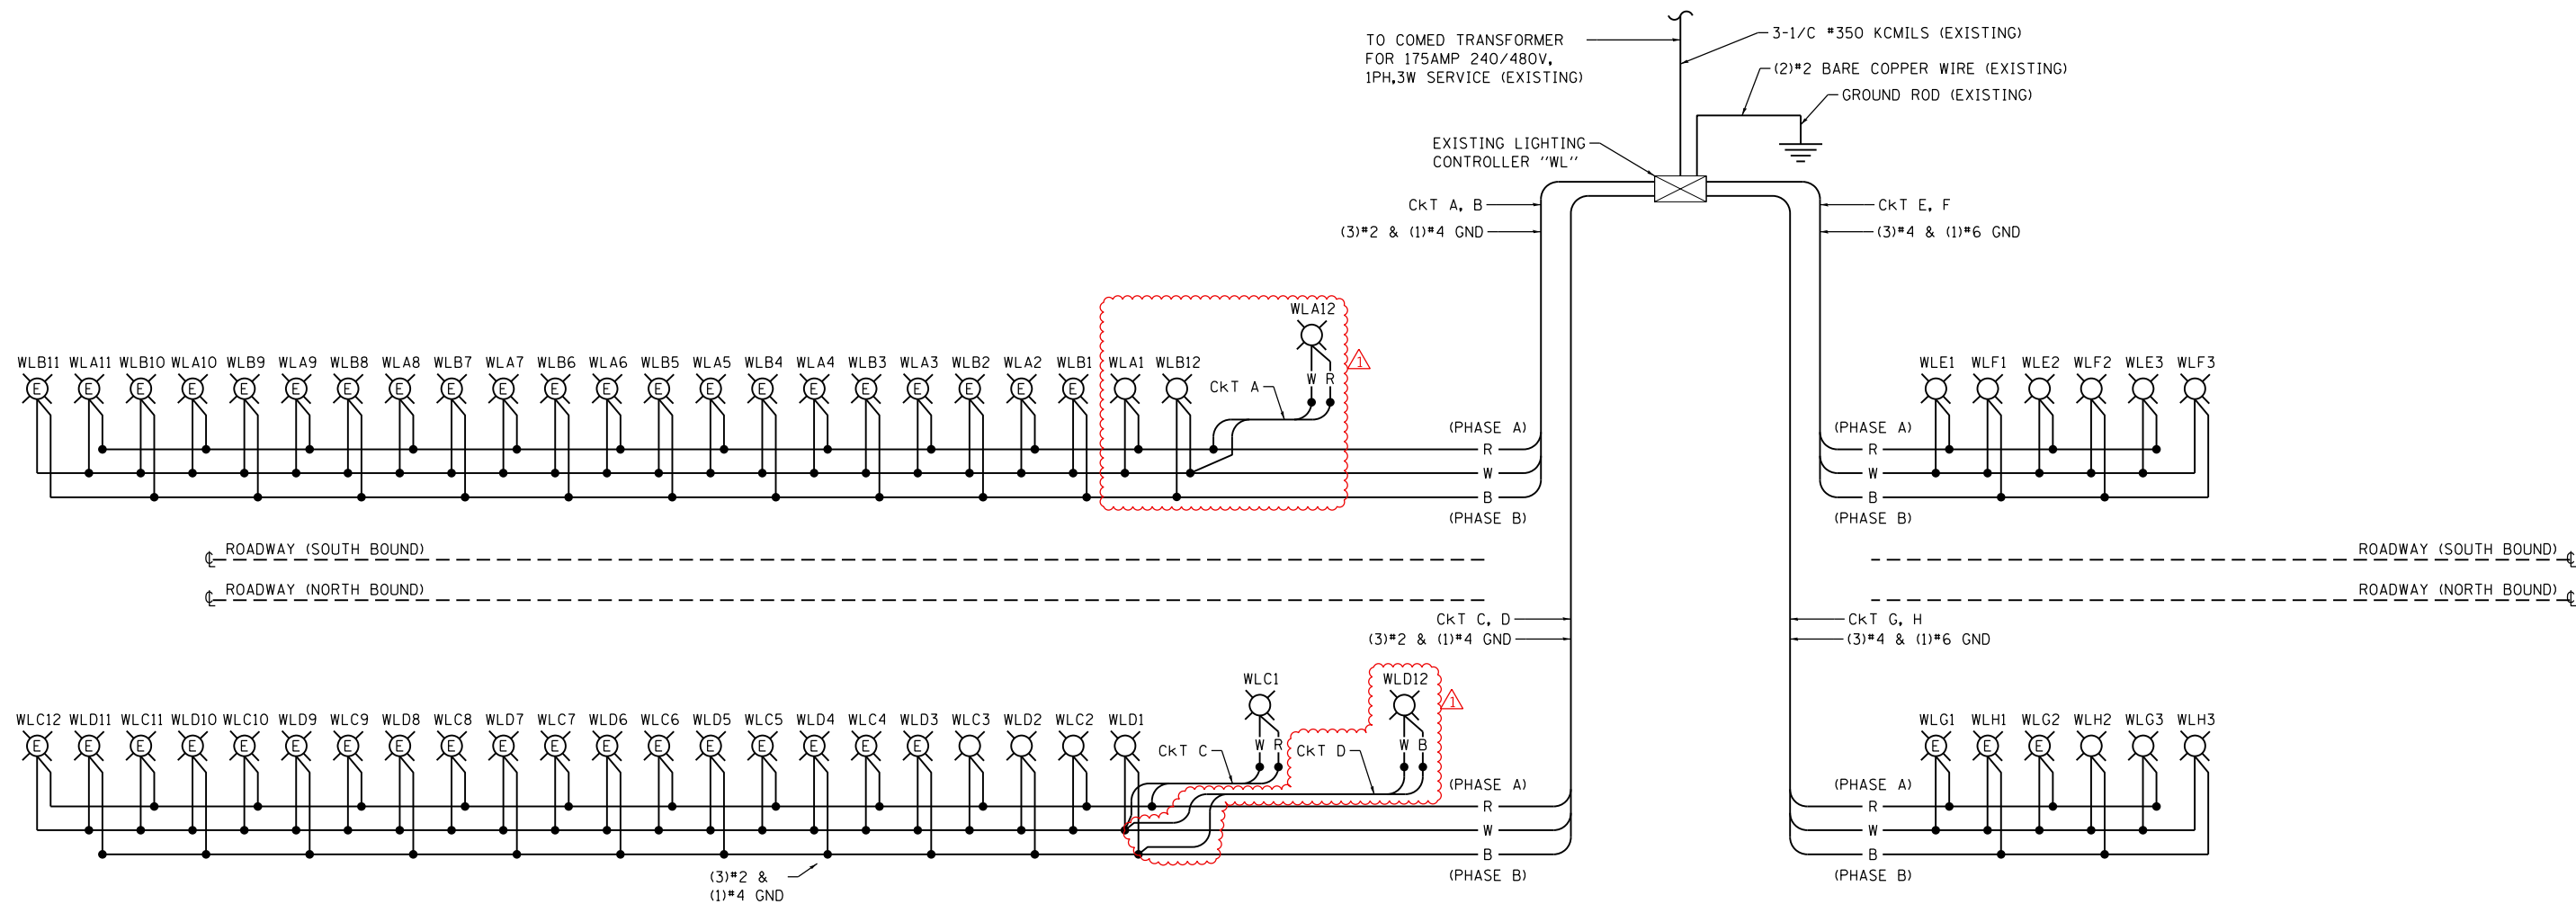 TO COMED TRANSFORMER
FOR 175AMP 240/480V,
1PH,3W SERVICE (EXISTING)
3-1/C #350 KCMILS (EXISTING)
(2)#2 BARE COPPER WIRE (EXISTING)
GROUND ROD (EXISTING)
EXISTING LIGHTING
CONTROLLER "WL"
CKT A, B
(3)#2 & (1)#4 GND
CKT E, F
(3)#4 & (1)#6 GND
WLA12
1
W R
CKT A
WLB11 WLA11 WLB10 WLA10 WLB9 WLA9 WLB8 WLA8 WLB7 WLA7 WLB6 WLA6 WLB5 WLA5 WLB4 WLA4 WLB3 WLA3 WLB2 WLA2 WLB1 WLA1 WLB12
E E E E E E E E E E E E E E E E E E E E E
WLE1 WLF1 WLE2 WLF2 WLE3 WLF3
(PHASE A)
R
W
B
(PHASE B)
(PHASE A)
R
W
B
(PHASE B)
ROADWAY (SOUTH BOUND)
ROADWAY (NORTH BOUND)
ROADWAY (SOUTH BOUND)
ROADWAY (NORTH BOUND)
CKT C, D
(3)#2 & (1)#4 GND
CKT G, H
(3)#4 & (1)#6 GND
WLC1
W R
CKT C
WLD12
1
W B
CKT D
WLC12 WLD11 WLC11 WLD10 WLC10 WLD9 WLC9 WLD8 WLC8 WLD7 WLC7 WLD6 WLC6 WLD5 WLC5 WLD4 WLC4 WLD3 WLC3 WLD2 WLC2 WLD1
E E E E E E E E E E E E E E E E E E
WLG1 WLH1 WLG2 WLH2 WLG3 WLH3
E E E
(PHASE A)
R
W
B
(PHASE B)
(PHASE A)
R
W
B
(PHASE B)
(3)#2 &
(1)#4 GND